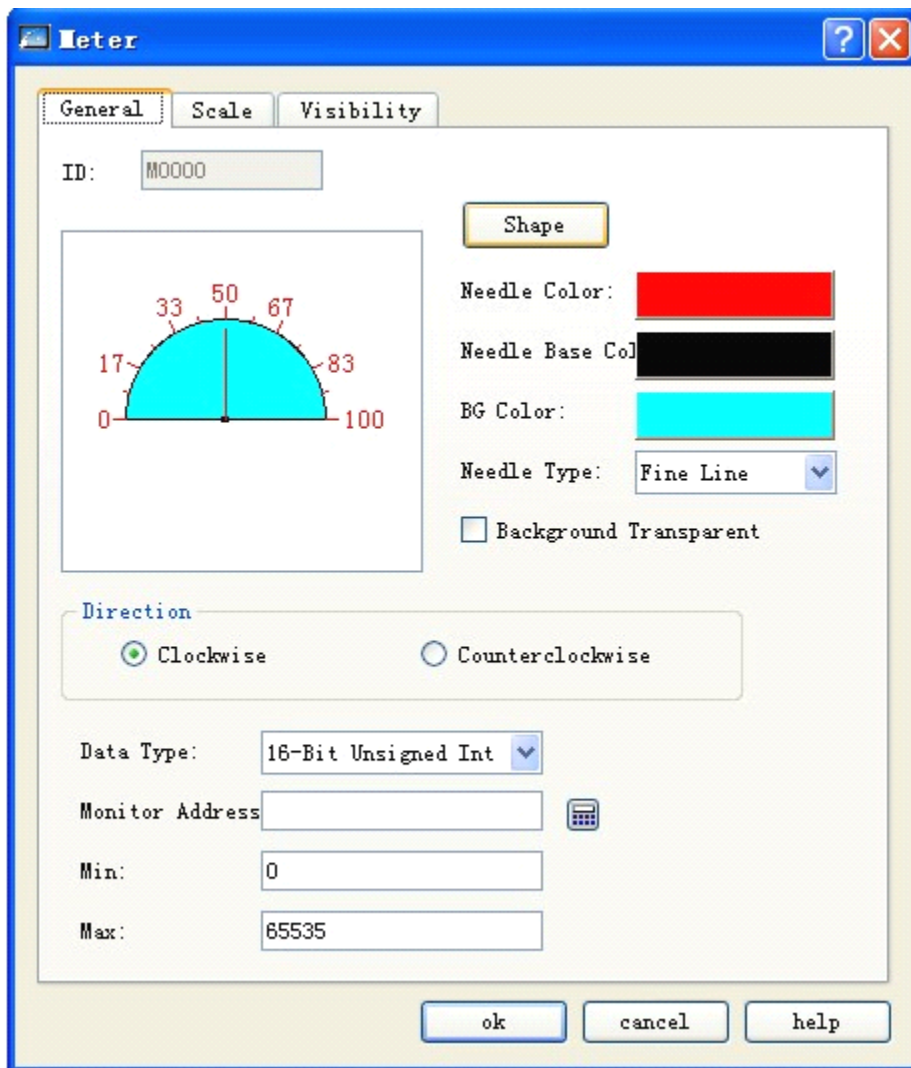 Meter
General Scale Visibility
ID: M0000
Shape
0 17 33 50 67 83 100
Needle Color:
Needle Base Col
BG Color:
Needle Type: Fine Line
Background Transparent
Direction
Clockwise Counterclockwise
Data Type: 16-Bit Unsigned Int
Monitor Address
Min: 0
Max: 65535
ok cancel help